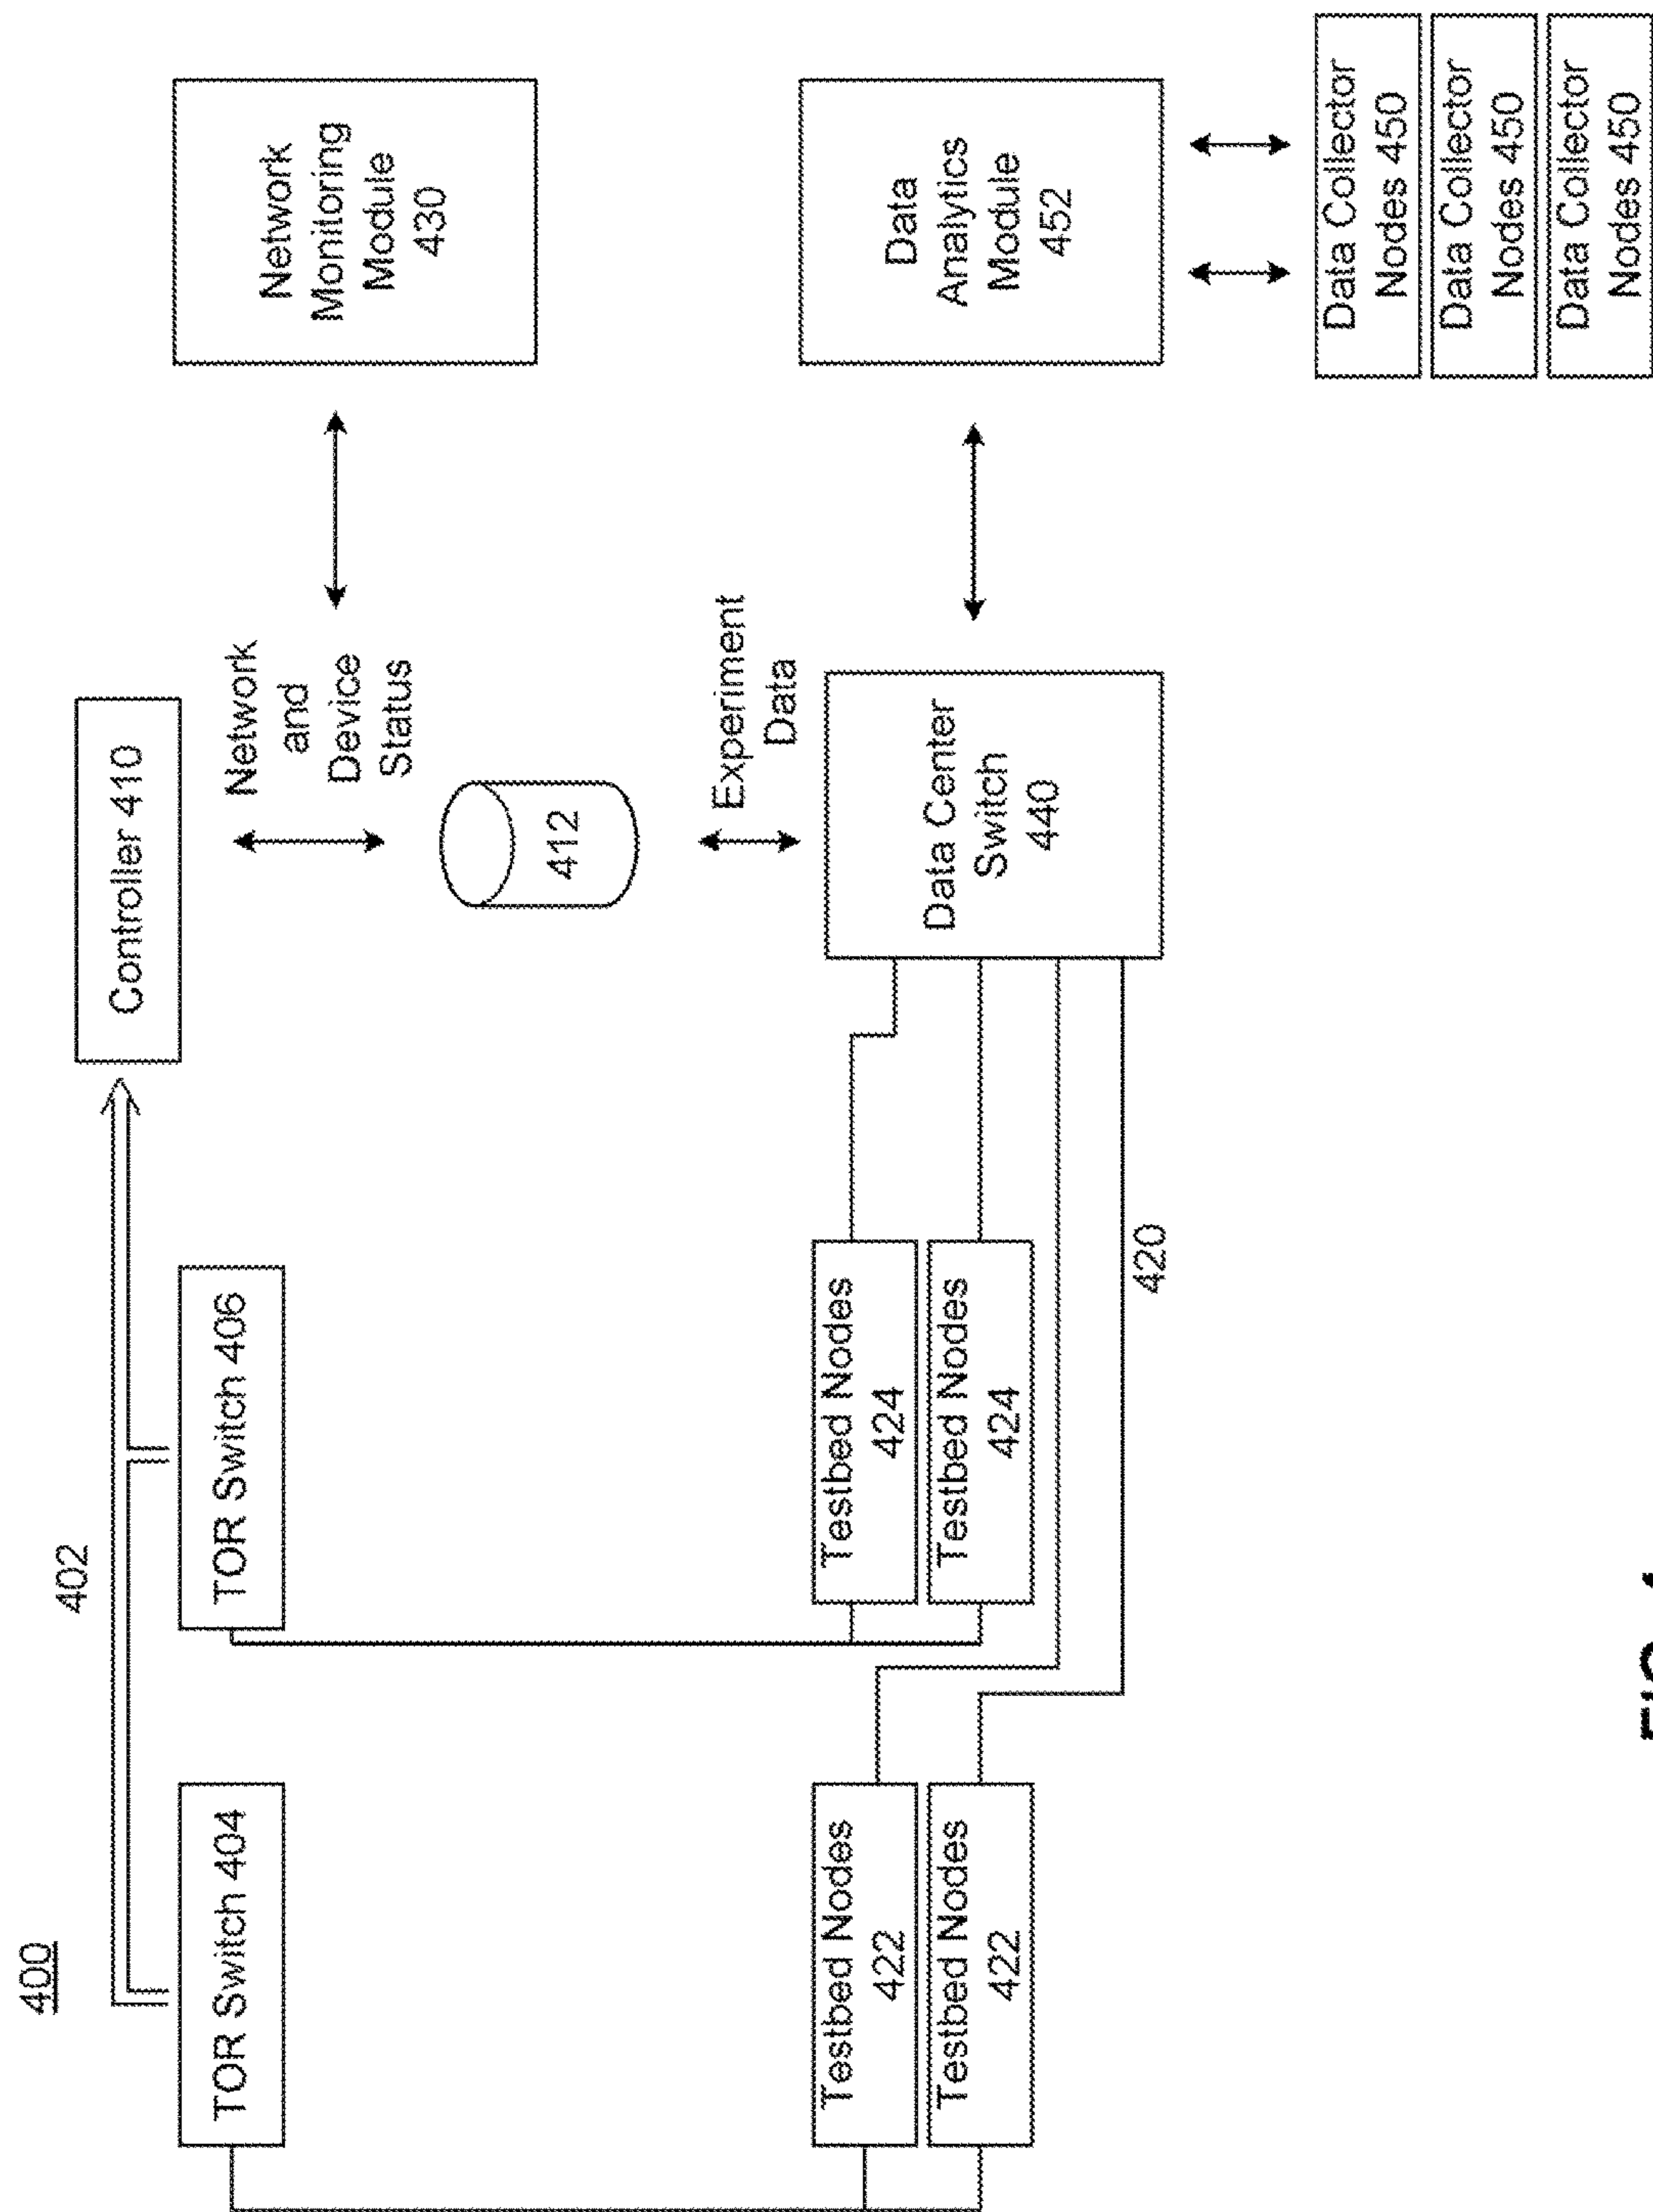 400
402
Controller 410
TOR Switch 404
TOR Switch 406
Network
and
Device
Status
Network
Monitoring
Module
430
412
Experiment
Data
Testbed Nodes
422
Testbed Nodes
422
Testbed Nodes
424
Testbed Nodes
424
420
Data Center
Switch
440
Data
Analytics
Module
452
Data Collector
Nodes 450
Data Collector
Nodes 450
Data Collector
Nodes 450